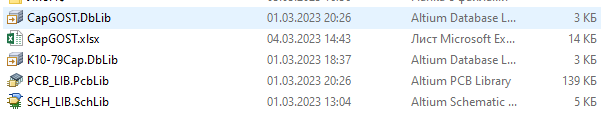 CapGOST.DbLib 01.03.2023 20:26 Altium Database L... 3 КБ
CapGOST.xlsx 04.03.2023 14:43 Лист Microsoft Ex... 14 КБ
K10-79Cap.DbLib 01.03.2023 18:37 Altium Database L... 3 КБ
PCB_LIB.PcbLib 01.03.2023 20:26 Altium PCB Library 139 КБ
SCH_LIB.SchLib 01.03.2023 13:04 Altium Schematic ... 5 КБ